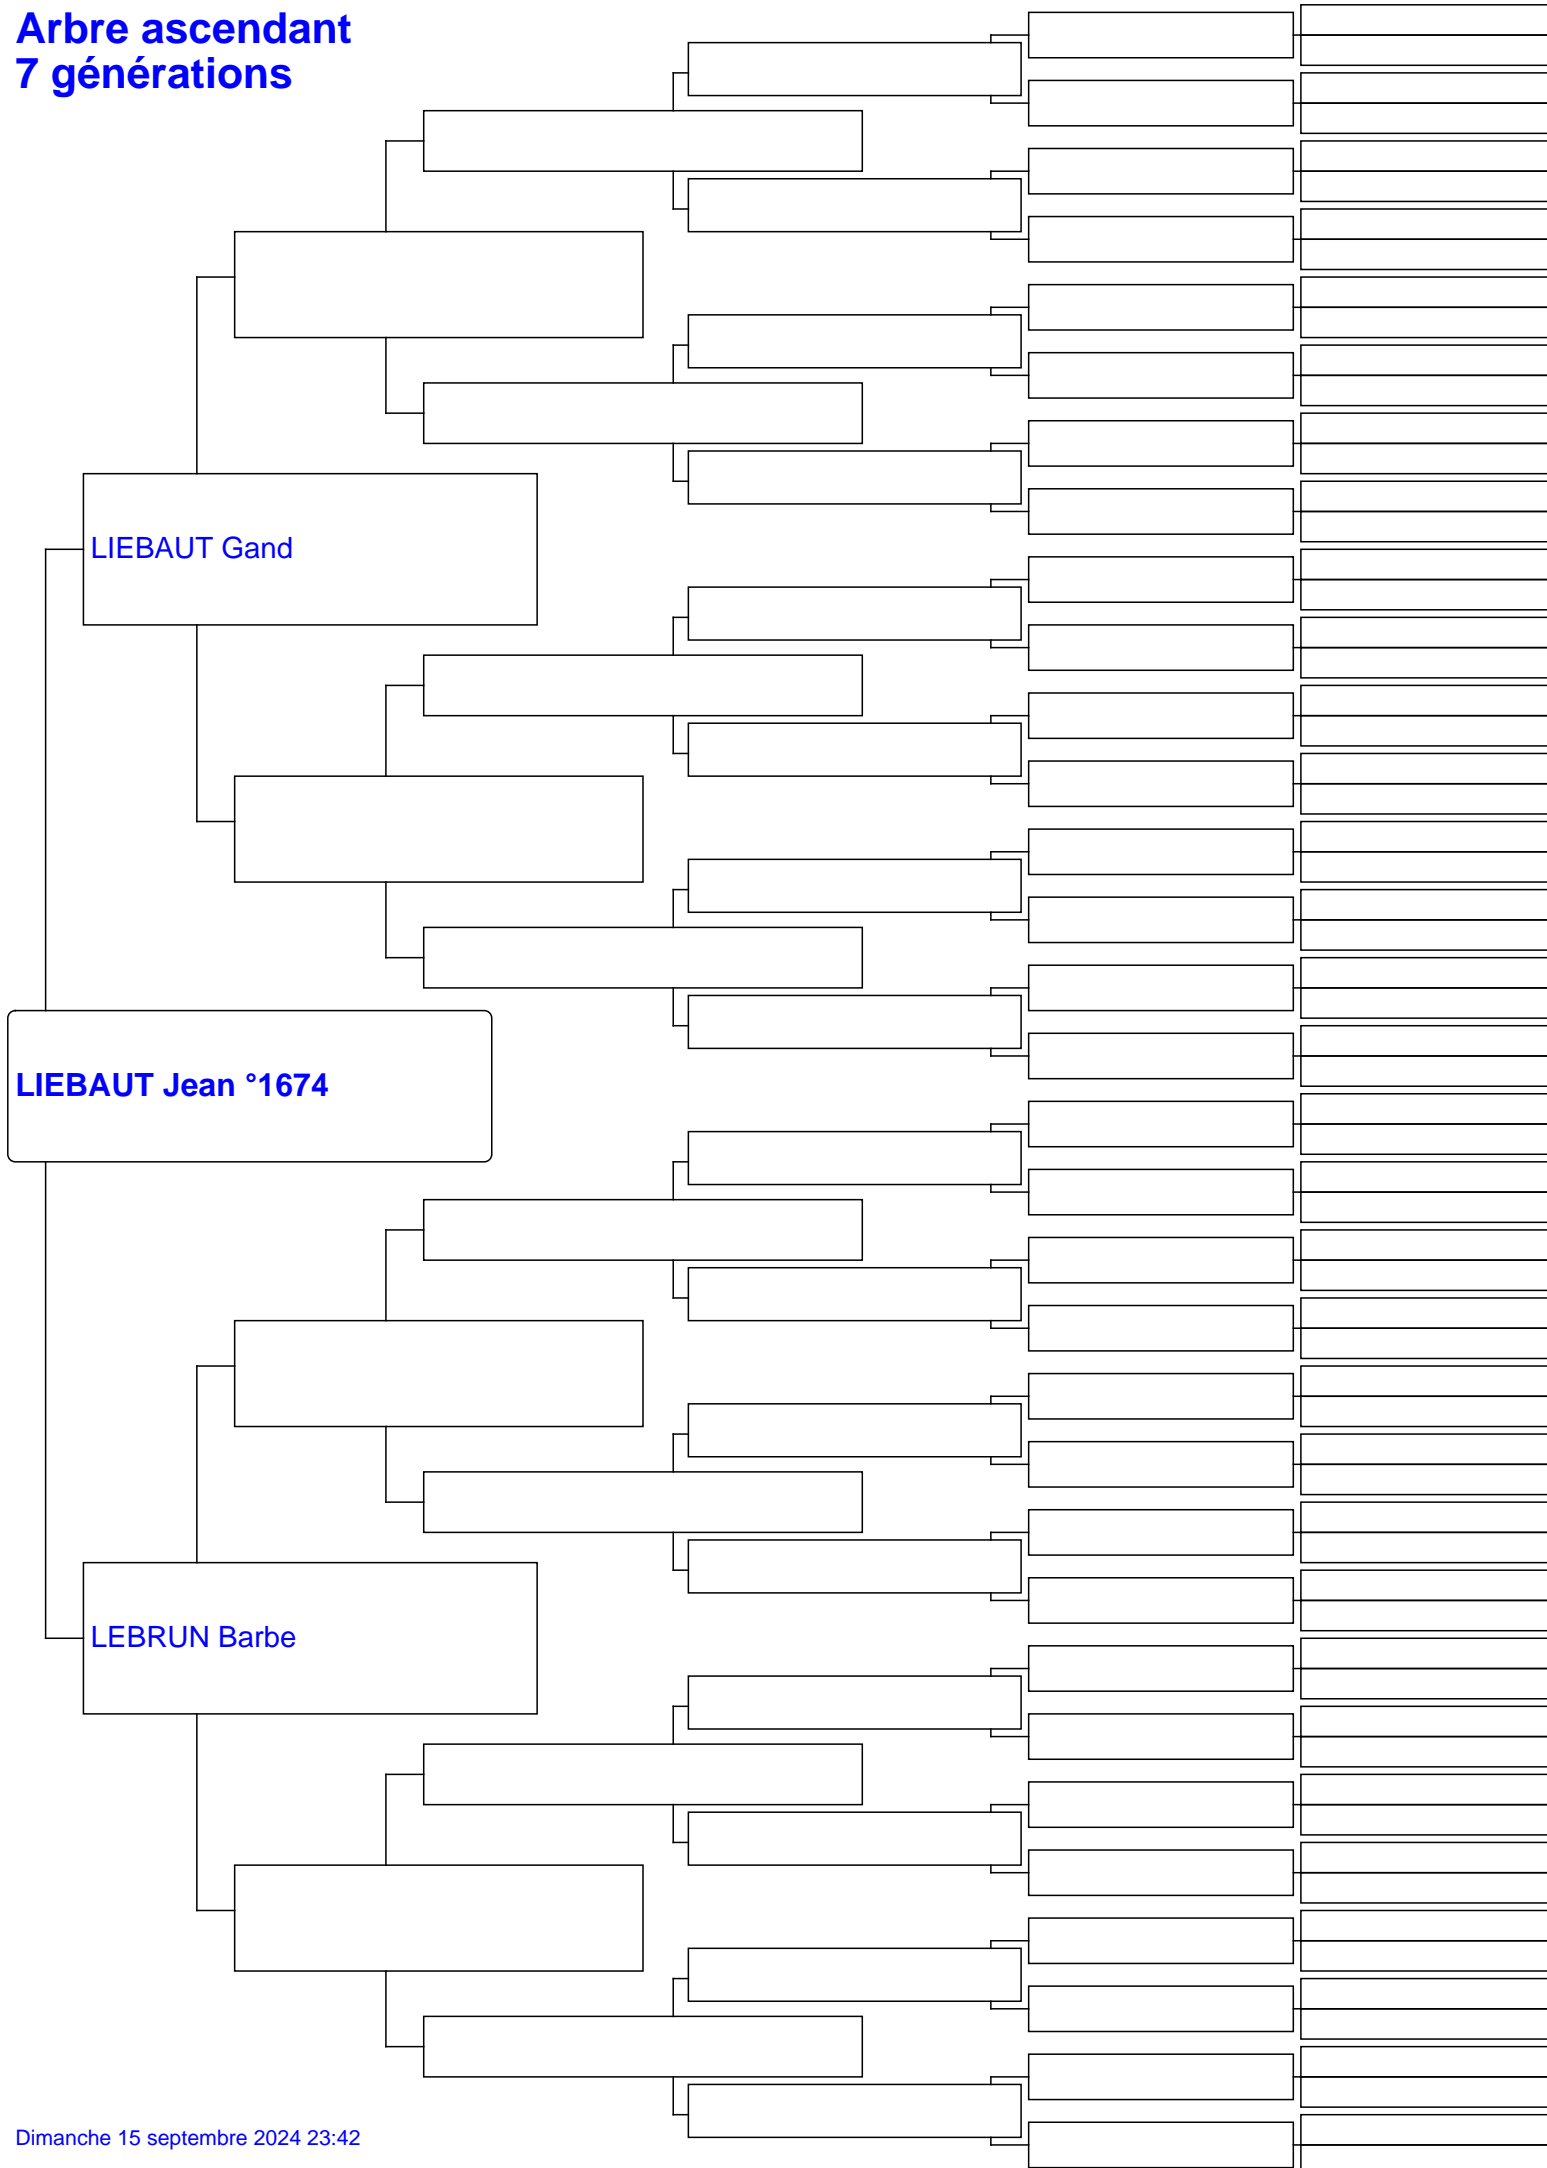 Arbre ascendant
7 générations
LIEBAUT Gand
LIEBAUT Jean °1674
LEBRUN Barbe
Dimanche 15 septembre 2024 23:42